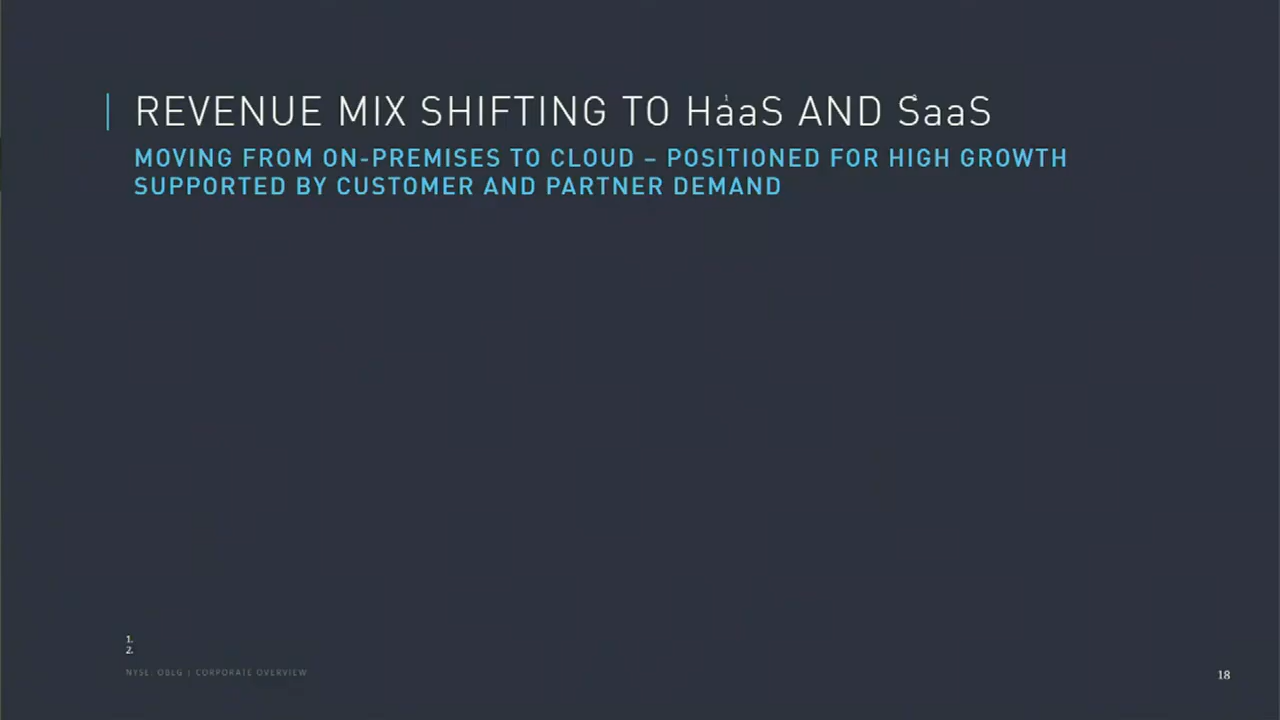 REVENUE MIX SHIFTING TO HaaS AND SaaS
MOVING FROM ON-PREMISES TO CLOUD – POSITIONED FOR HIGH GROWTH
SUPPORTED BY CUSTOMER AND PARTNER DEMAND
1.
2.
NYSE: OBLG | CORPORATE OVERVIEW
18